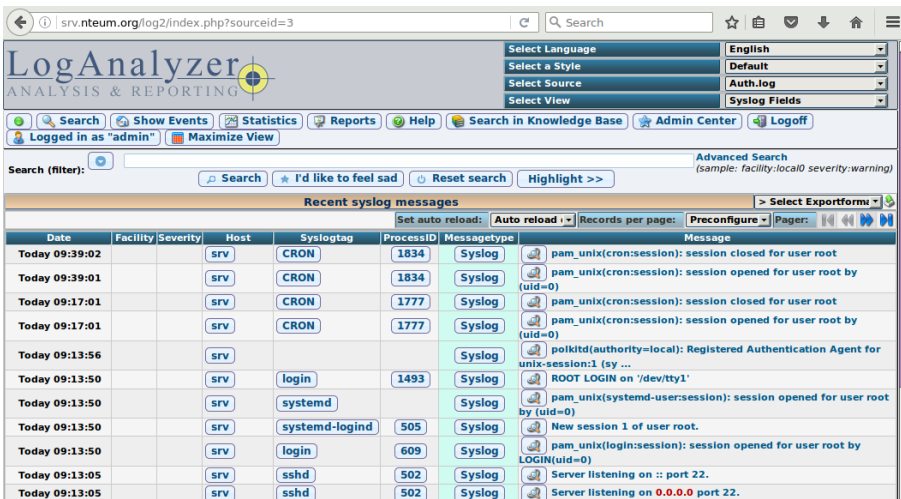 srv.nteum.org/log2/index.php?sourceid=3
Search
LogAnalyzer
ANALYSIS & REPORTING
Select Language English
Select a Style Default
Select Source Auth.log
Select View Syslog Fields
Search Show Events Statistics Reports Help Search in Knowledge Base Admin Center Logoff
Logged in as "admin" Maximize View
Search (filter):
Advanced Search
(sample: facility:local0 severity:warning)
Search I'd like to feel sad Reset search Highlight >>
Recent syslog messages > Select Exportforma
Set auto reload: Auto reload Records per page: Preconfigure Pager:
Date Facility Severity Host Syslogtag ProcessID Messagetype Message
Today 09:39:02 srv CRON 1834 Syslog pam_unix(cron:session): session closed for user root
Today 09:39:01 srv CRON 1834 Syslog pam_unix(cron:session): session opened for user root by
(uid=0)
Today 09:17:01 srv CRON 1777 Syslog pam_unix(cron:session): session closed for user root
Today 09:17:01 srv CRON 1777 Syslog pam_unix(cron:session): session opened for user root by
(uid=0)
Today 09:13:56 srv Syslog polkitd(authority=local): Registered Authentication Agent for
unix-session:1 (sy ...
Today 09:13:50 srv login 1493 Syslog ROOT LOGIN on '/dev/tty1'
Today 09:13:50 srv systemd Syslog pam_unix(systemd-user:session): session opened for user root
by (uid=0)
Today 09:13:50 srv systemd-logind 505 Syslog New session 1 of user root.
Today 09:13:50 srv login 609 Syslog pam_unix(login:session): session opened for user root by
LOGIN(uid=0)
Today 09:13:05 srv sshd 502 Syslog Server listening on :: port 22.
Today 09:13:05 srv sshd 502 Syslog Server listening on 0.0.0.0 port 22.